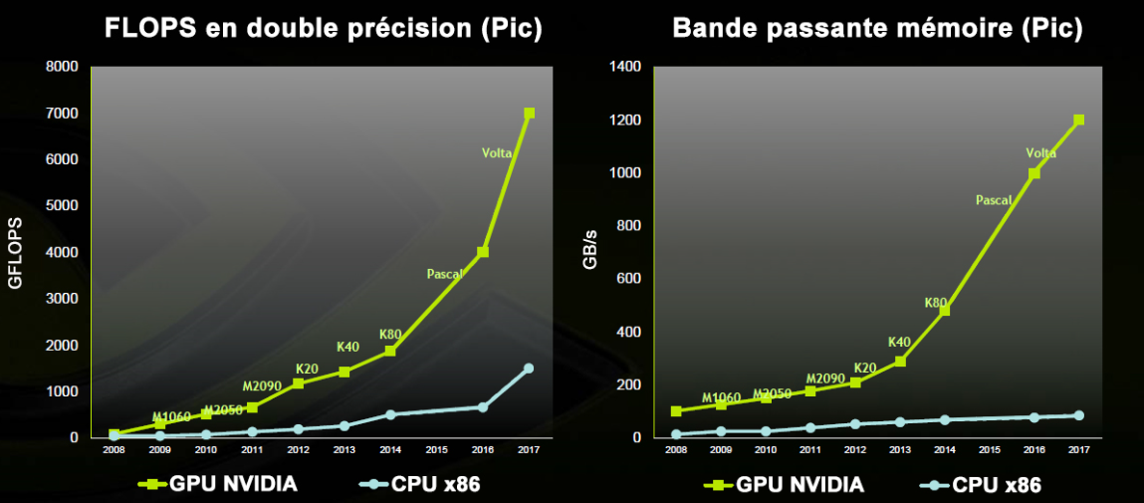 FLOPS en double précision (Pic)
8000
7000
6000
5000
4000
3000
2000
1000
0
GFLOPS
M1060
M2050
M2090
K20
K40
K80
Pascal
Volta
2008 2009 2010 2011 2012 2013 2014 2015 2016 2017
GPU NVIDIA CPU x86
Bande passante mémoire (Pic)
1400
1200
1000
800
600
400
200
0
GB/s
M1060
M2050
M2090
K20
K40
K80
Pascal
Volta
2008 2009 2010 2011 2012 2013 2014 2015 2016 2017
GPU NVIDIA CPU x86